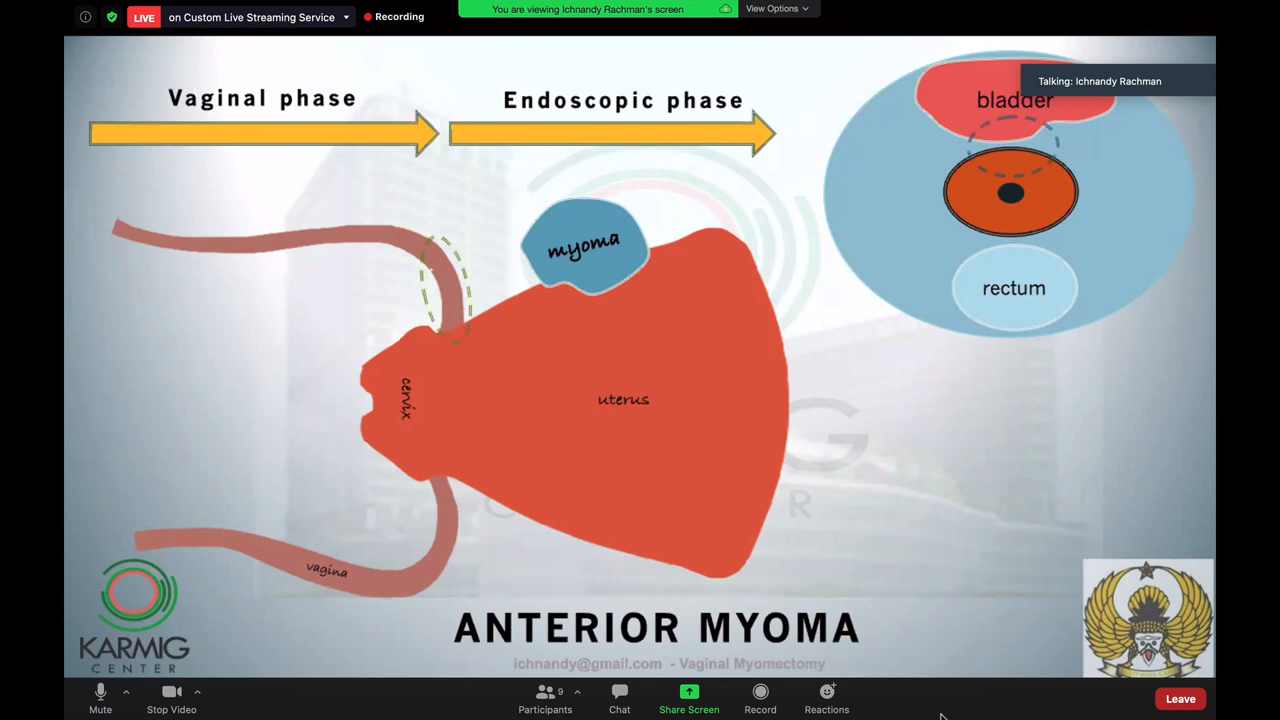 LIVE
on Custom Live Streaming Service
Recording
You are viewing Ichnandy Rachman's screen
View Options
Talking: Ichnandy Rachman
Vaginal phase
Endoscopic phase
bladder
myoma
rectum
cervix
uterus
vagina
KARMIG
CENTER
ANTERIOR MYOMA
ichnandy@gmail.com - Vaginal Myomectomy
Mute
Stop Video
9
Participants
Chat
Share Screen
Record
Reactions
Leave